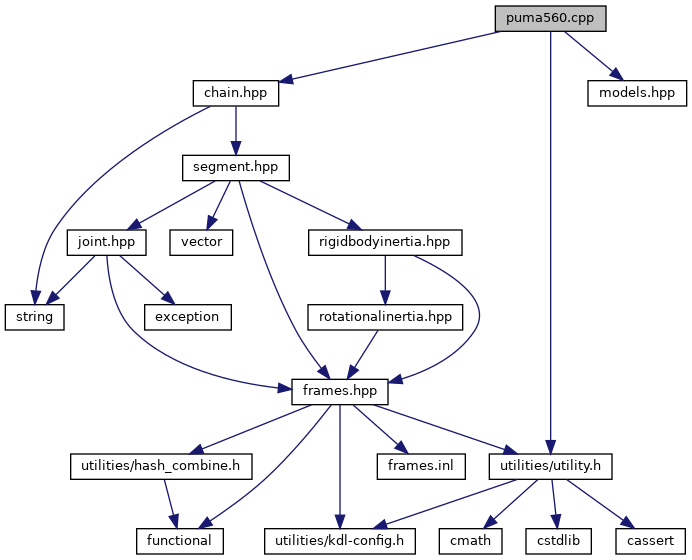 puma560.cpp
chain.hpp
models.hpp
segment.hpp
joint.hpp
vector
rigidbodyinertia.hpp
string
exception
rotationalinertia.hpp
frames.hpp
utilities/hash_combine.h
frames.inl
utilities/utility.h
functional
utilities/kdl-config.h
cmath
cstdlib
cassert